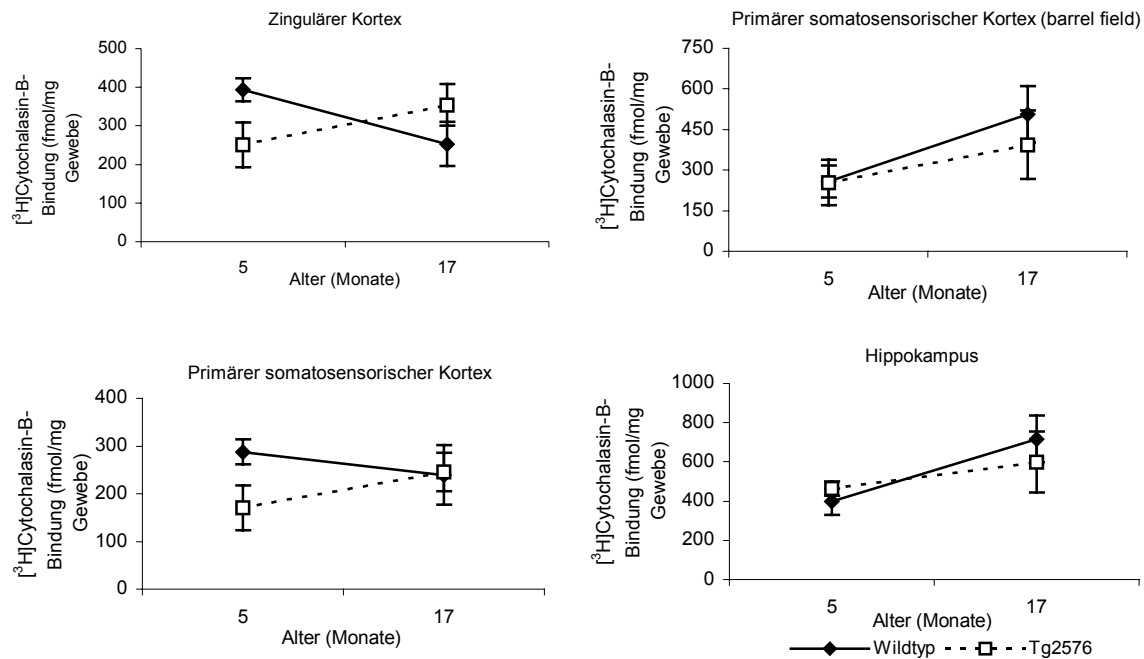 Zingulärer Kortex
[³H]Cytochalasin-B-
Bindung (fmol/mg
Gewebe)
500
400
300
200
100
0
5
17
Alter (Monate)
Primärer somatosensorischer Kortex (barrel field)
[³H]Cytochalasin-B-
Bindung (fmol/mg
Gewebe)
750
600
450
300
150
0
5
17
Alter (Monate)
Primärer somatosensorischer Kortex
[³H]Cytochalasin-B-
Bindung (fmol/mg
Gewebe)
400
300
200
100
0
5
17
Alter (Monate)
Hippokampus
[³H]Cytochalasin-B-
Bindung (fmol/mg
Gewebe)
1000
800
600
400
200
0
5
17
Alter (Monate)
Wildtyp
Tg2576